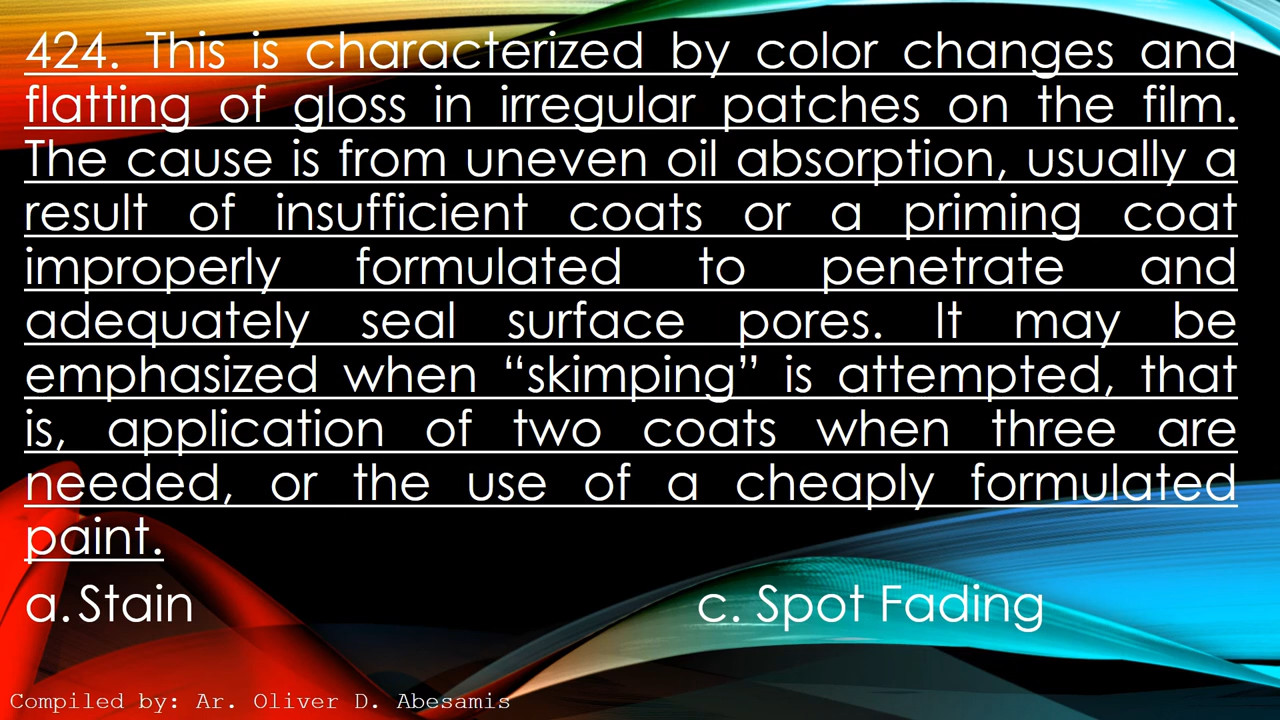 424. This is characterized by color changes and
flatting of gloss in irregular patches on the film.
The cause is from uneven oil absorption, usually a
result of insufficient coats or a priming coat
improperly formulated to penetrate and
adequately seal surface pores. It may be
emphasized when “skimping” is attempted, that
is, application of two coats when three are
needed, or the use of a cheaply formulated
paint.
a. Stain c. Spot Fading
Compiled by: Ar. Oliver D. Abesamis